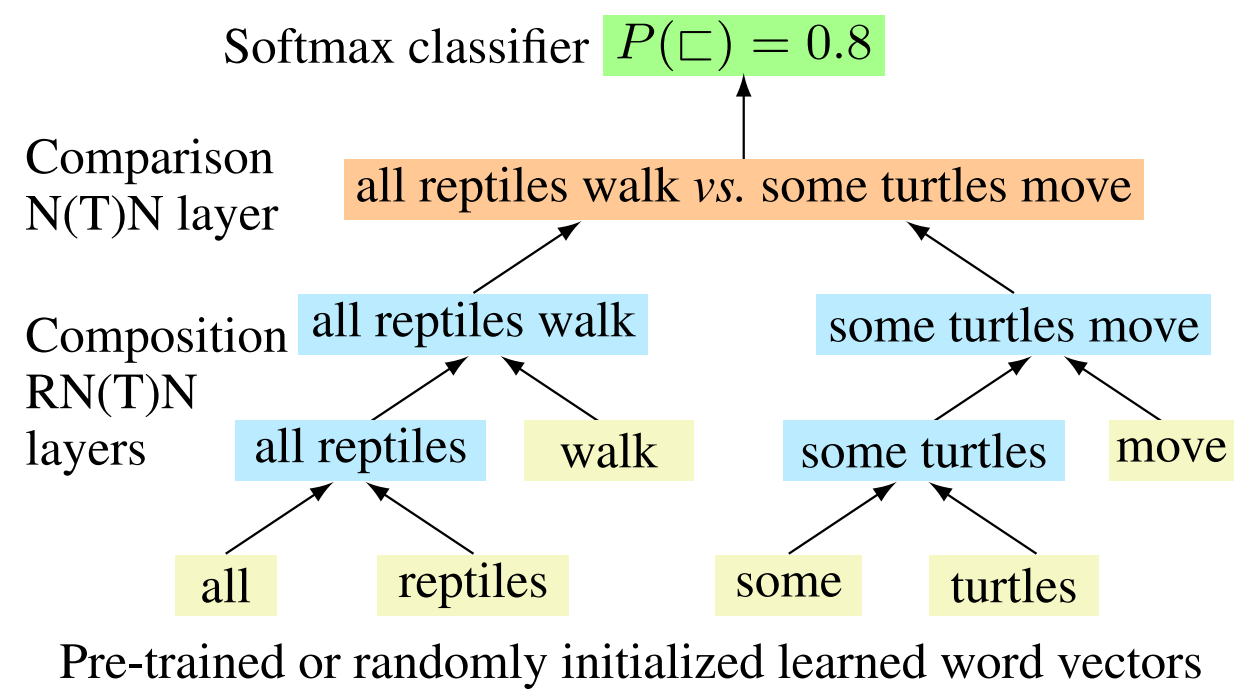 Softmax classifier P(⊏) = 0.8
Comparison
N(T)N layer
all reptiles walk vs. some turtles move
Composition
RN(T)N
layers
all reptiles walk
some turtles move
all reptiles
walk
some turtles
move
all
reptiles
some
turtles
Pre-trained or randomly initialized learned word vectors